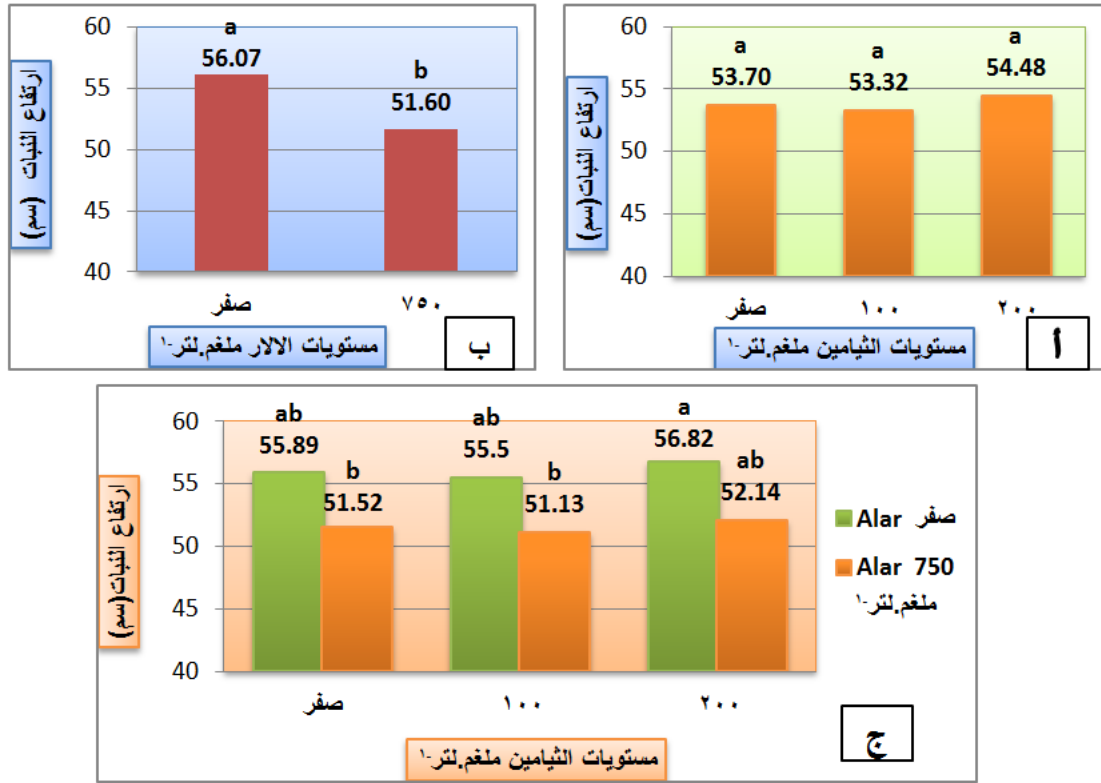 60
55
50
45
40
a
53.70
a
53.32
a
54.48
صفر
١٠٠
٢٠٠
ارتفاع النبات(سم)
مستويات الثيامين ملغم.لتر-١
أ
60
55
50
45
40
a
56.07
b
51.60
صفر
٧٥٠
ارتفاع النبات (سم)
مستويات الالار ملغم.لتر-١
ب
60
55
50
45
40
ab
55.89
b
51.52
ab
55.5
b
51.13
a
56.82
ab
52.14
صفر
١٠٠
٢٠٠
ارتفاع النبات(سم)
مستويات الثيامين ملغم.لتر-١
Alar صفر
Alar 750
ملغم.لتر-١
ج